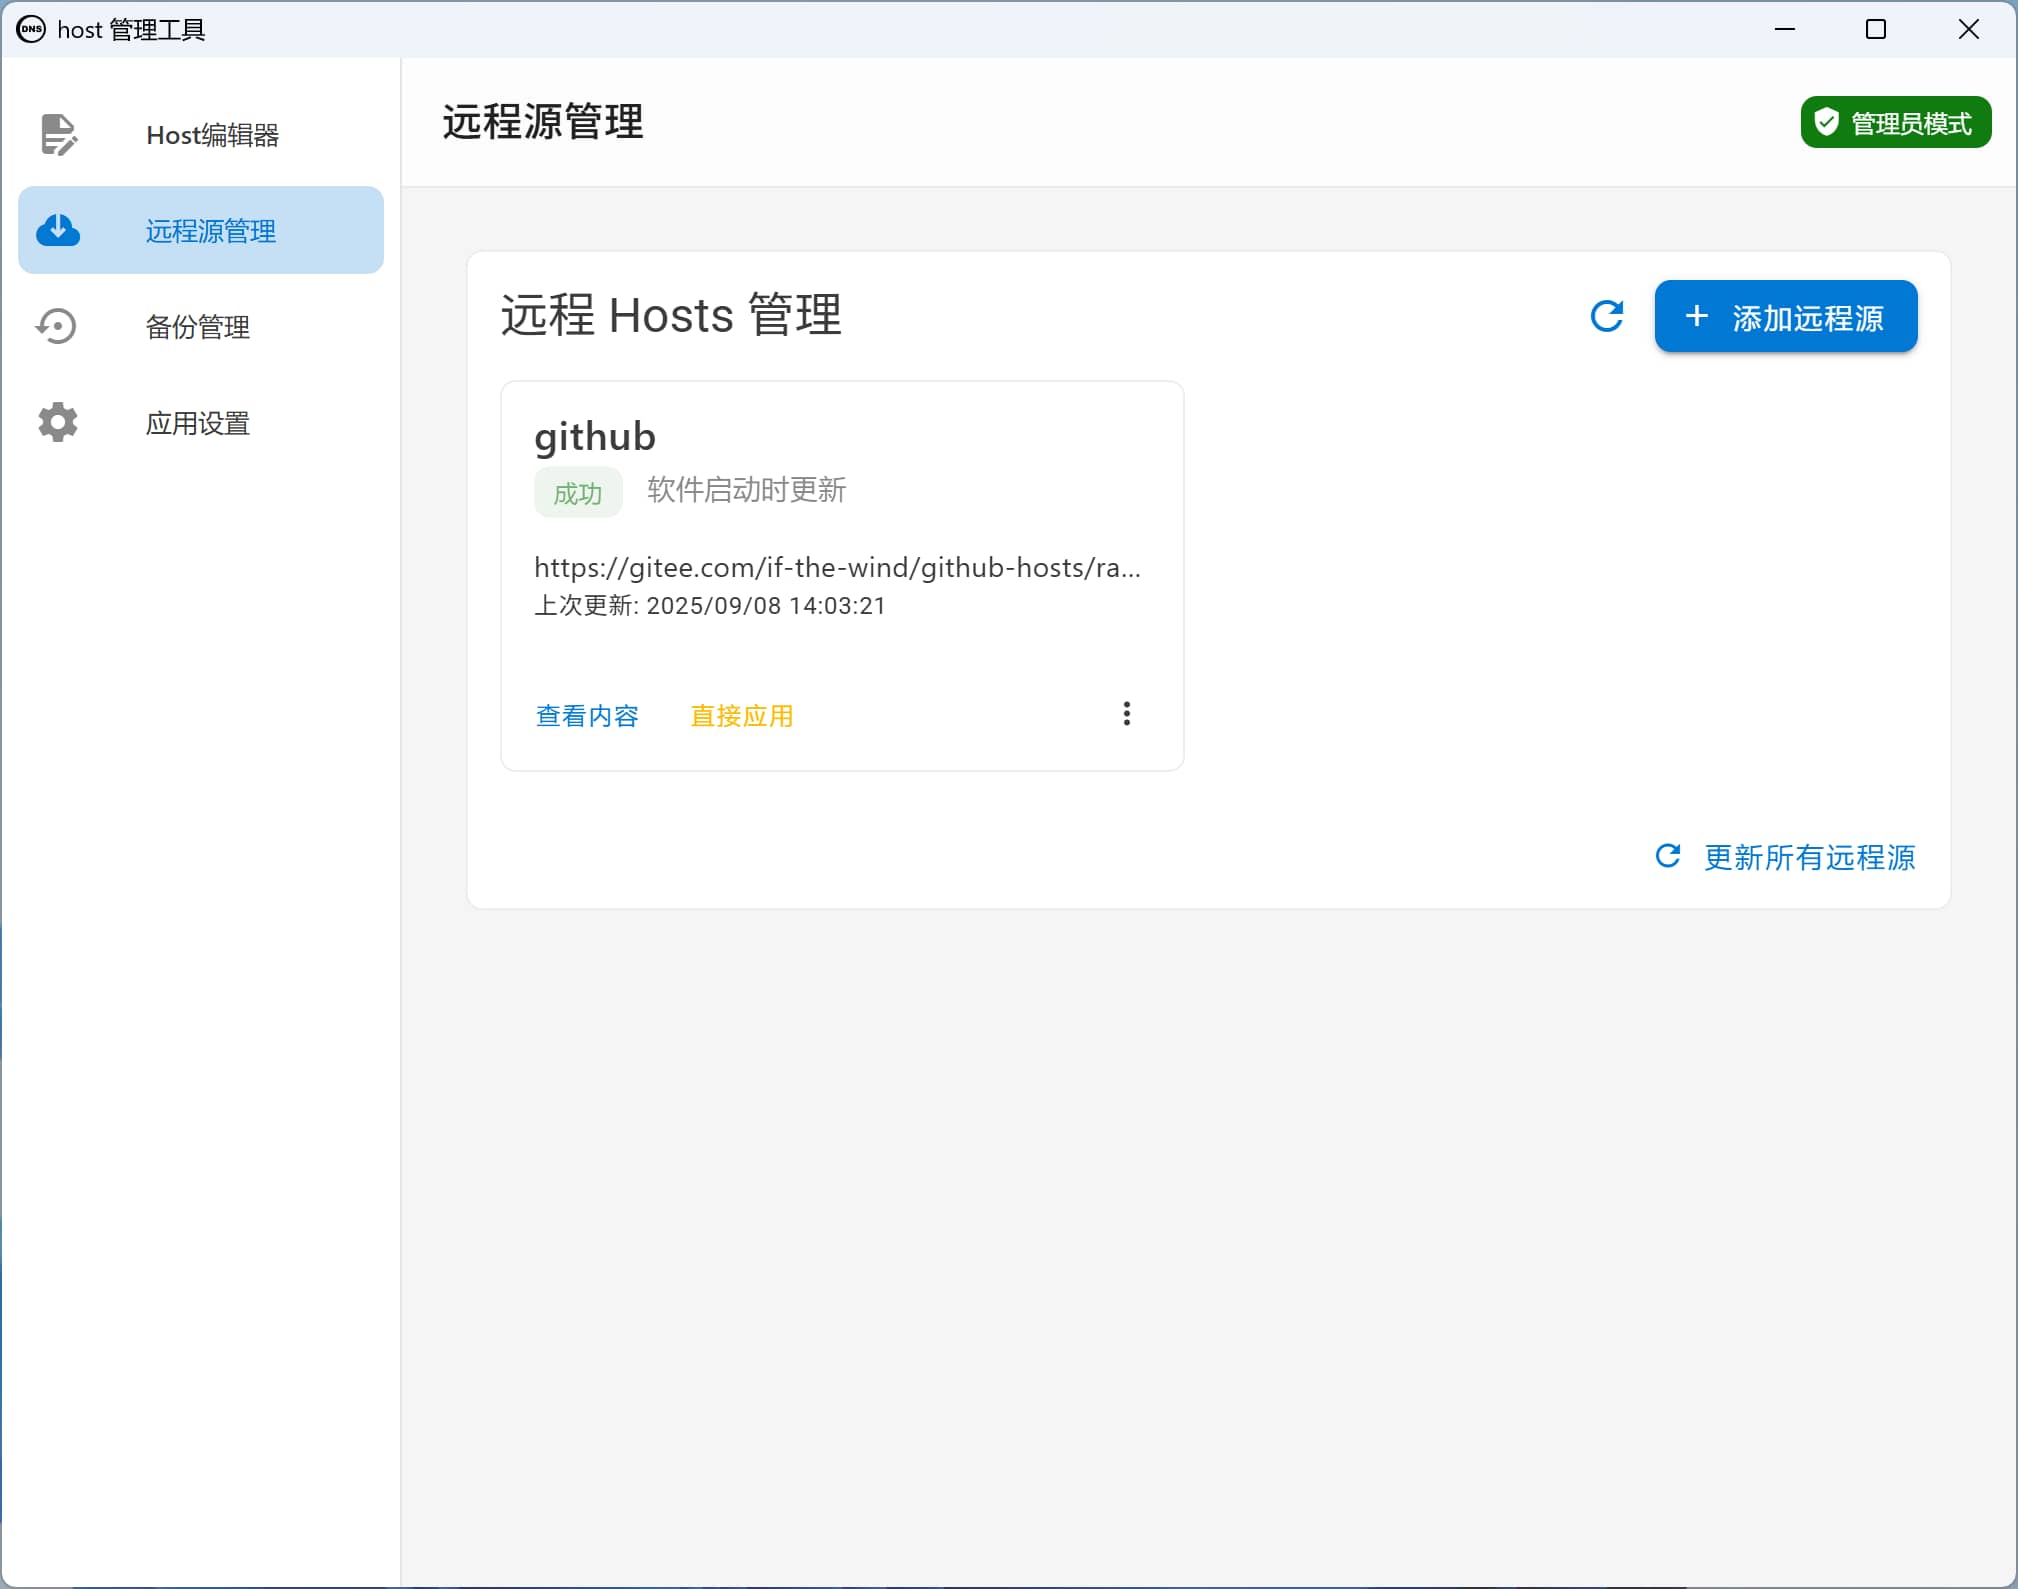 DNS host 管理工具
Host编辑器
远程源管理
备份管理
应用设置
远程源管理
管理员模式
远程 Hosts 管理
添加远程源
github
成功 软件启动时更新
https://gitee.com/if-the-wind/github-hosts/ra...
上次更新: 2025/09/08 14:03:21
查看内容 直接应用
更新所有远程源